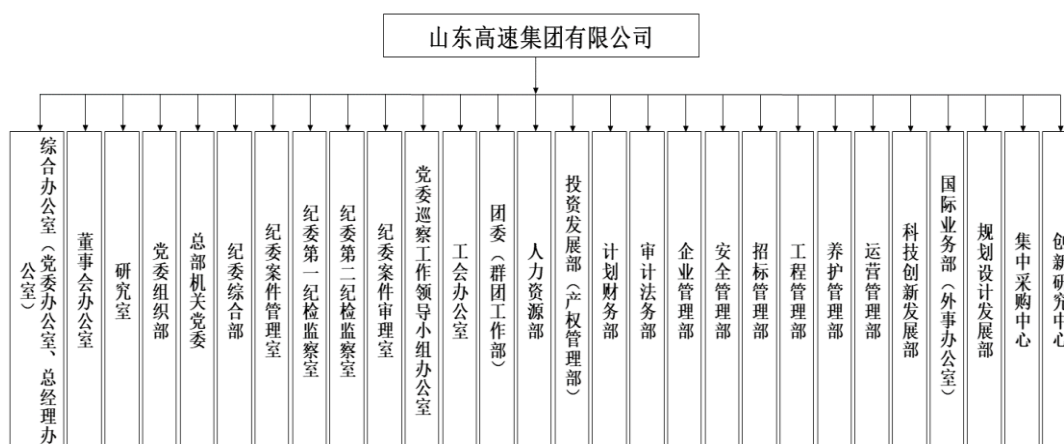 山东高速集团有限公司
综合办公室（党委办公室、总经理办
公室）
董事会办公室
研究室
党委组织部
总部机关党委
纪委综合部
纪委案件管理室
纪委第一纪检监察室
纪委第二纪检监察室
纪委案件审理室
党委巡察工作领导小组办公室
工会办公室
团委（群团工作部）
人力资源部
投资发展部（产权管理部）
计划财务部
审计法务部
企业管理部
安全管理部
招标管理部
工程管理部
养护管理部
运营管理部
科技创新发展部
国际业务部（外事办公室）
规划设计发展部
集中采购中心
创新研究中心